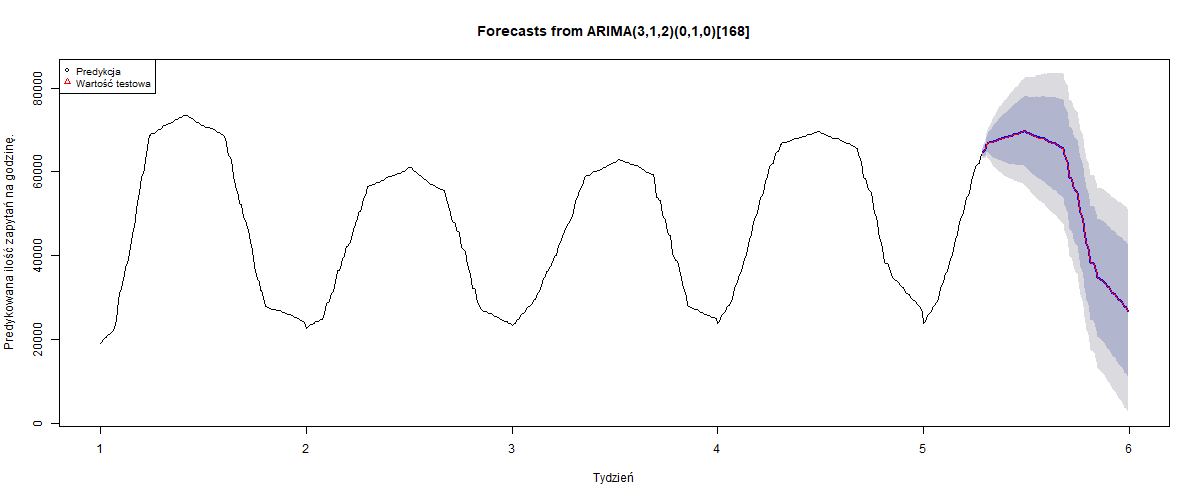 Forecasts from ARIMA(3,1,2)(0,1,0)[168]
Predykcja
Wartość testowa
Predykowana ilość zapytań na godzinę.
80000
60000
40000
20000
0
1 2 3 4 5 6
Tydzień